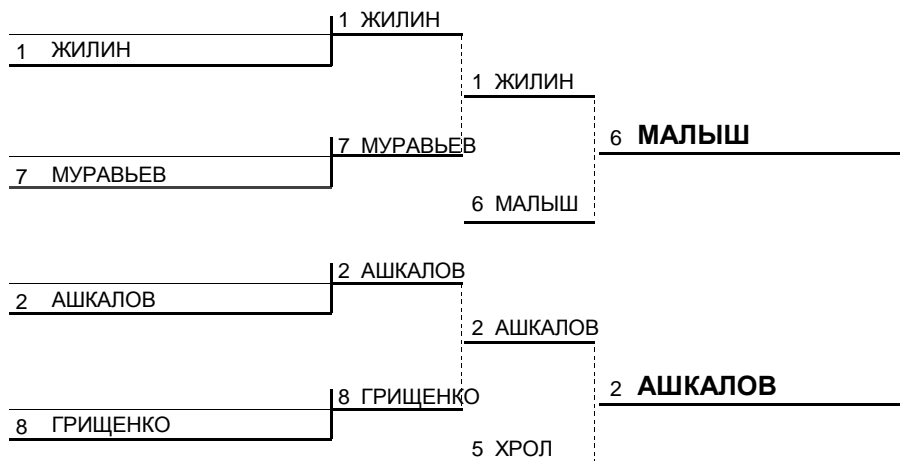 1 ЖИЛИН
1 ЖИЛИН
1 ЖИЛИН
6 МАЛЫШ
7 МУРАВЬЕВ
7 МУРАВЬЕВ
6 МАЛЫШ
2 АШКАЛОВ
2 АШКАЛОВ
2 АШКАЛОВ
2 АШКАЛОВ
8 ГРИЩЕНКО
8 ГРИЩЕНКО
5 ХРОЛ